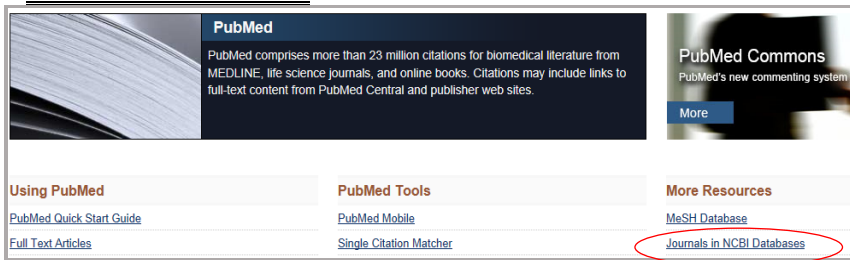 PubMed
PubMed comprises more than 23 million citations for biomedical literature from
MEDLINE, life science journals, and online books. Citations may include links to
full-text content from PubMed Central and publisher web sites.
PubMed Commons
PubMed's new commenting system
More
Using PubMed
PubMed Quick Start Guide
Full Text Articles
PubMed Tools
PubMed Mobile
Single Citation Matcher
More Resources
MeSH Database
Journals in NCBI Databases